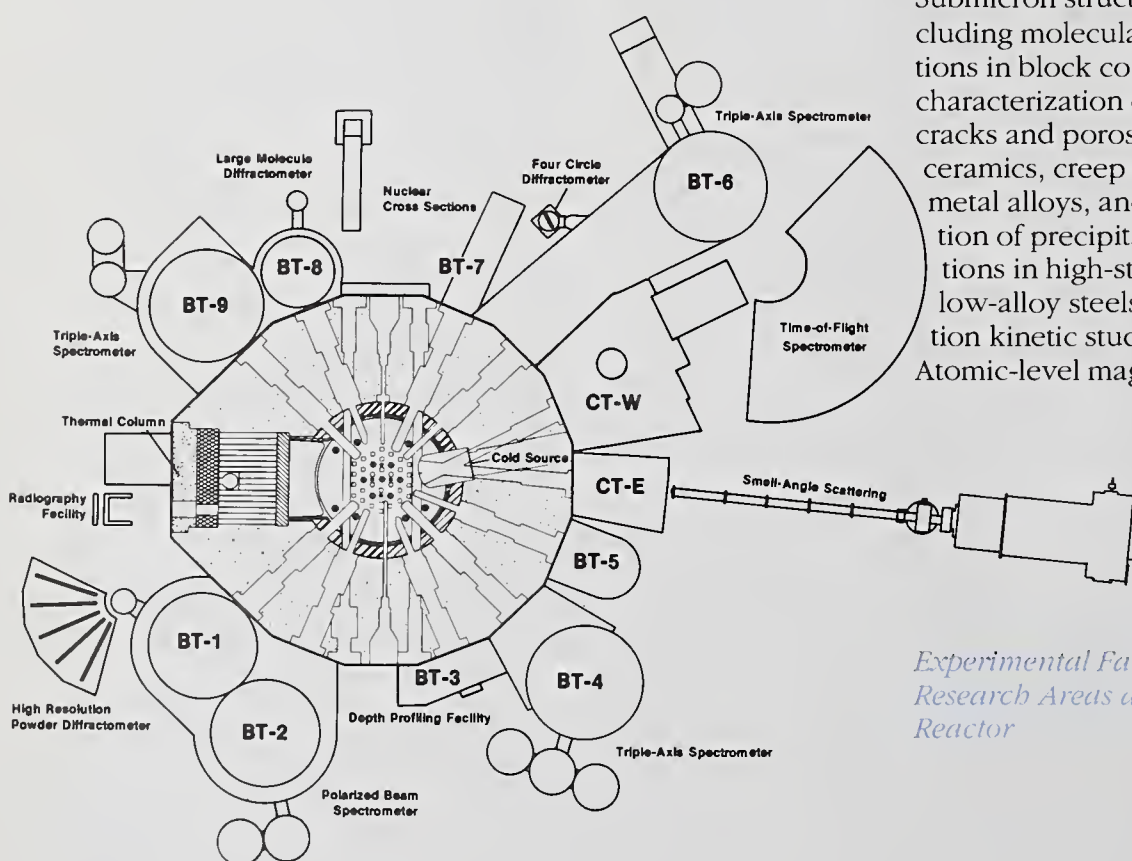 Submicron struct
cluding molecula
tions in block co
characterization
cracks and poros
ceramics, creep
metal alloys, and
tion of precipit
tions in high-st
low-alloy steels
tion kinetic stud
Atomic-level mag
Triple-Axis Spectrometer
BT-6
Four Circle
Diffractometer
Large Molecule
Diffractometer
Nuclear
Cross Sections
BT-7
BT-8
BT-9
Triple-Axis
Spectrometer
Time-of-Flight
Spectrometer
CT-W
Thermal Column
Cold Source
CT-E
Small-Angle Scattering
Radiography
Facility
BT-5
BT-1
BT-3
BT-4
High Resolution
Powder Diffractometer
BT-2
Depth Profiling Facility
Triple-Axis Spectrometer
Polarized Beam
Spectrometer
Experimental Fa
Research Areas a
Reactor